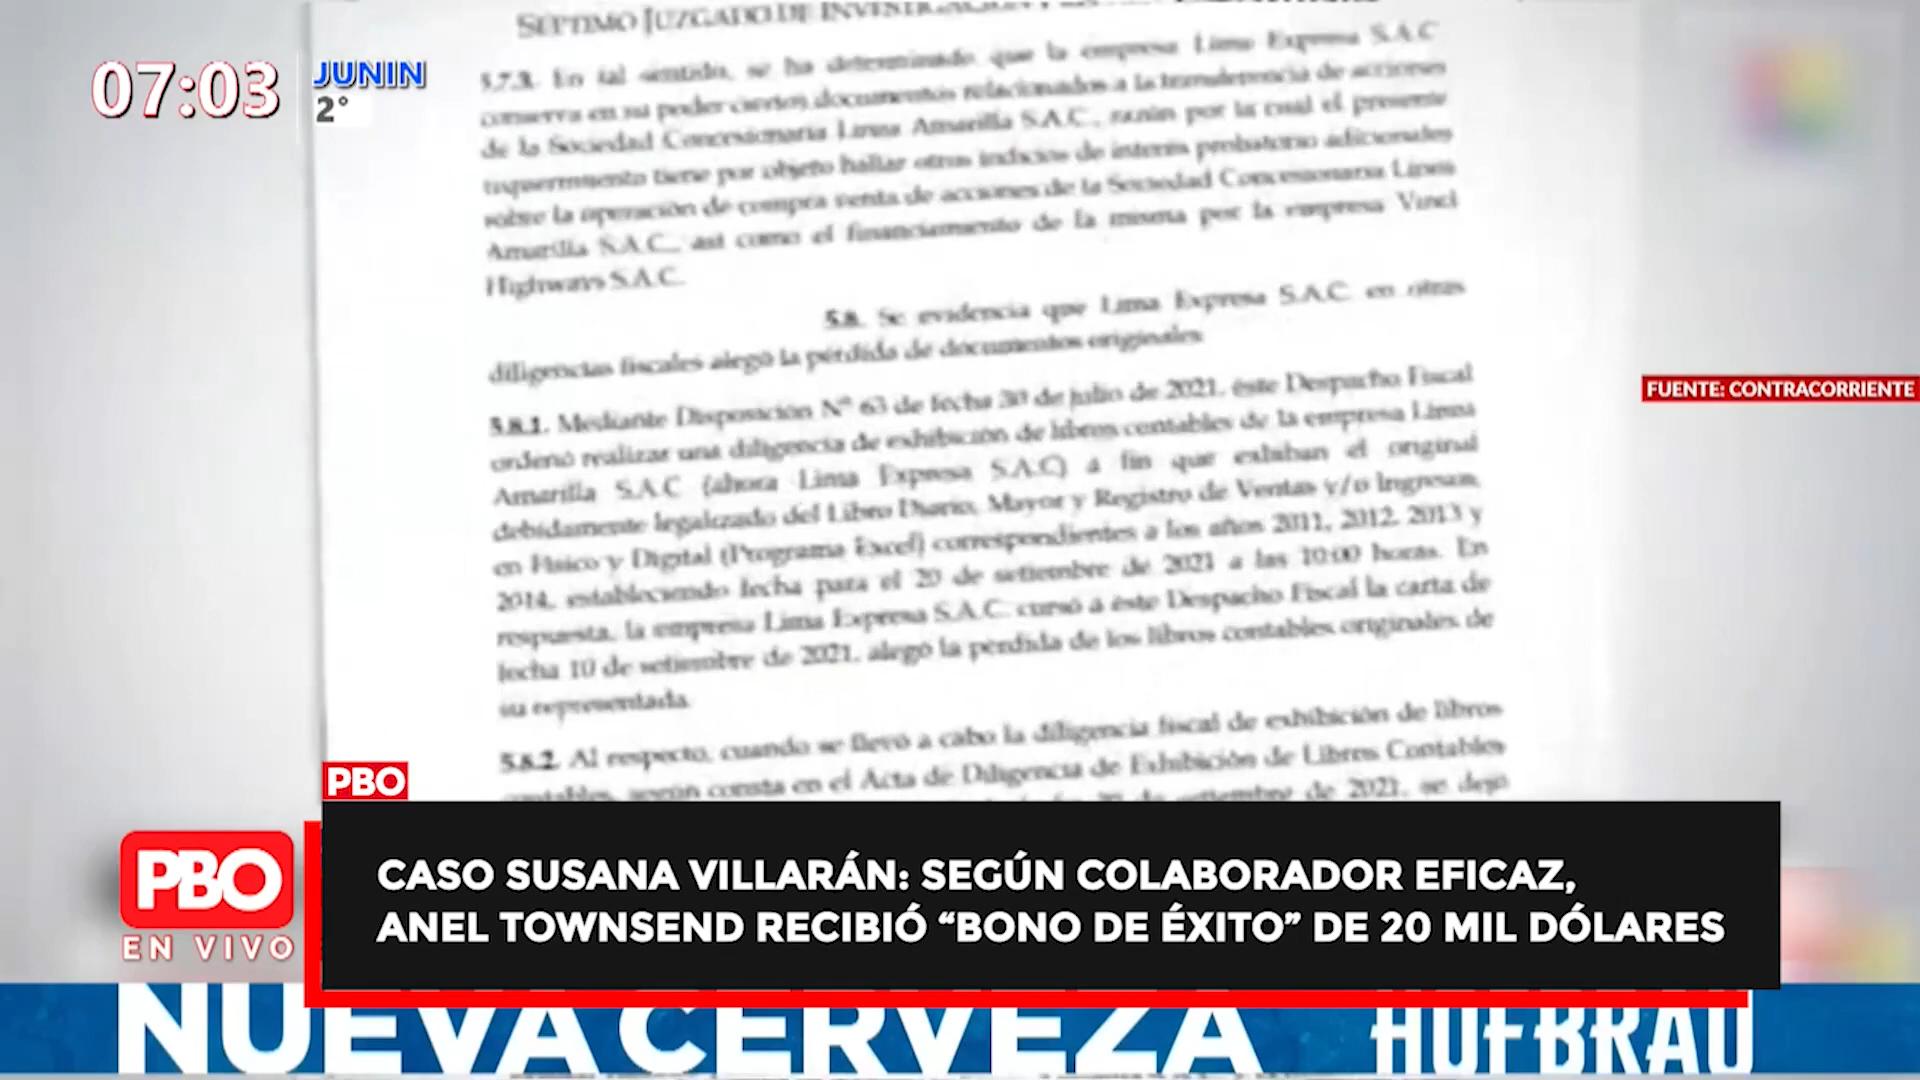 SÉPTIMO JUZGADO DE INVESTIGACIÓN
07:03
JUNIN
2°
5.7.3. En tal sentido, se ha determinado que la empresa Lima Expresa S.A.C
conserva en su poder ciertos documentos relacionados a la transferencia de acciones
de la Sociedad Concesionaria Línea Amarilla S.A.C., razón por la cual el presente
requerimiento tiene por objeto hallar otros indicios de interés probatorio adicionales
sobre la operación de compra venta de acciones de la Sociedad Concesionaria Línea
Amarilla S.A.C., así como el financiamiento de la misma por la empresa Vinci
Highways S.A.C.
5.8. Se evidencia que Lima Expresa S.A.C. en otras
diligencias fiscales alegó la pérdida de documentos originales
FUENTE: CONTRACORRIENTE
5.8.1. Mediante Disposición N° 63 de fecha 30 de julio de 2021, éste Despacho Fiscal
ordenó realizar una diligencia de exhibición de libros contables de la empresa Línea
Amarilla S.A.C (ahora Lima Expresa S.A.C) a fin que exhiban el original
debidamente legalizado del Libro Diario, Mayor y Registro de Ventas y/o Ingresos,
en Físico y Digital (Programa Excel) correspondientes a los años 2011, 2012, 2013 y
2014, estableciendo fecha para el 20 de setiembre de 2021 a las 10:00 horas. En
respuesta, la empresa Lima Expresa S.A.C. cursó a éste Despacho Fiscal la carta de
fecha 10 de setiembre de 2021, alegó la pérdida de los libros contables originales de
su representada.
5.8.2. Al respecto, cuando se llevó a cabo la diligencia fiscal de exhibición de libros
contables, según consta en el Acta de Diligencia de Exhibición de Libros Contables
de setiembre de 2021, se dejó
PBO
CASO SUSANA VILLARÁN: SEGÚN COLABORADOR EFICAZ,
ANEL TOWNSEND RECIBIÓ “BONO DE ÉXITO” DE 20 MIL DÓLARES
PBO
EN VIVO
NUEVA CERVEZA HOFBRAU